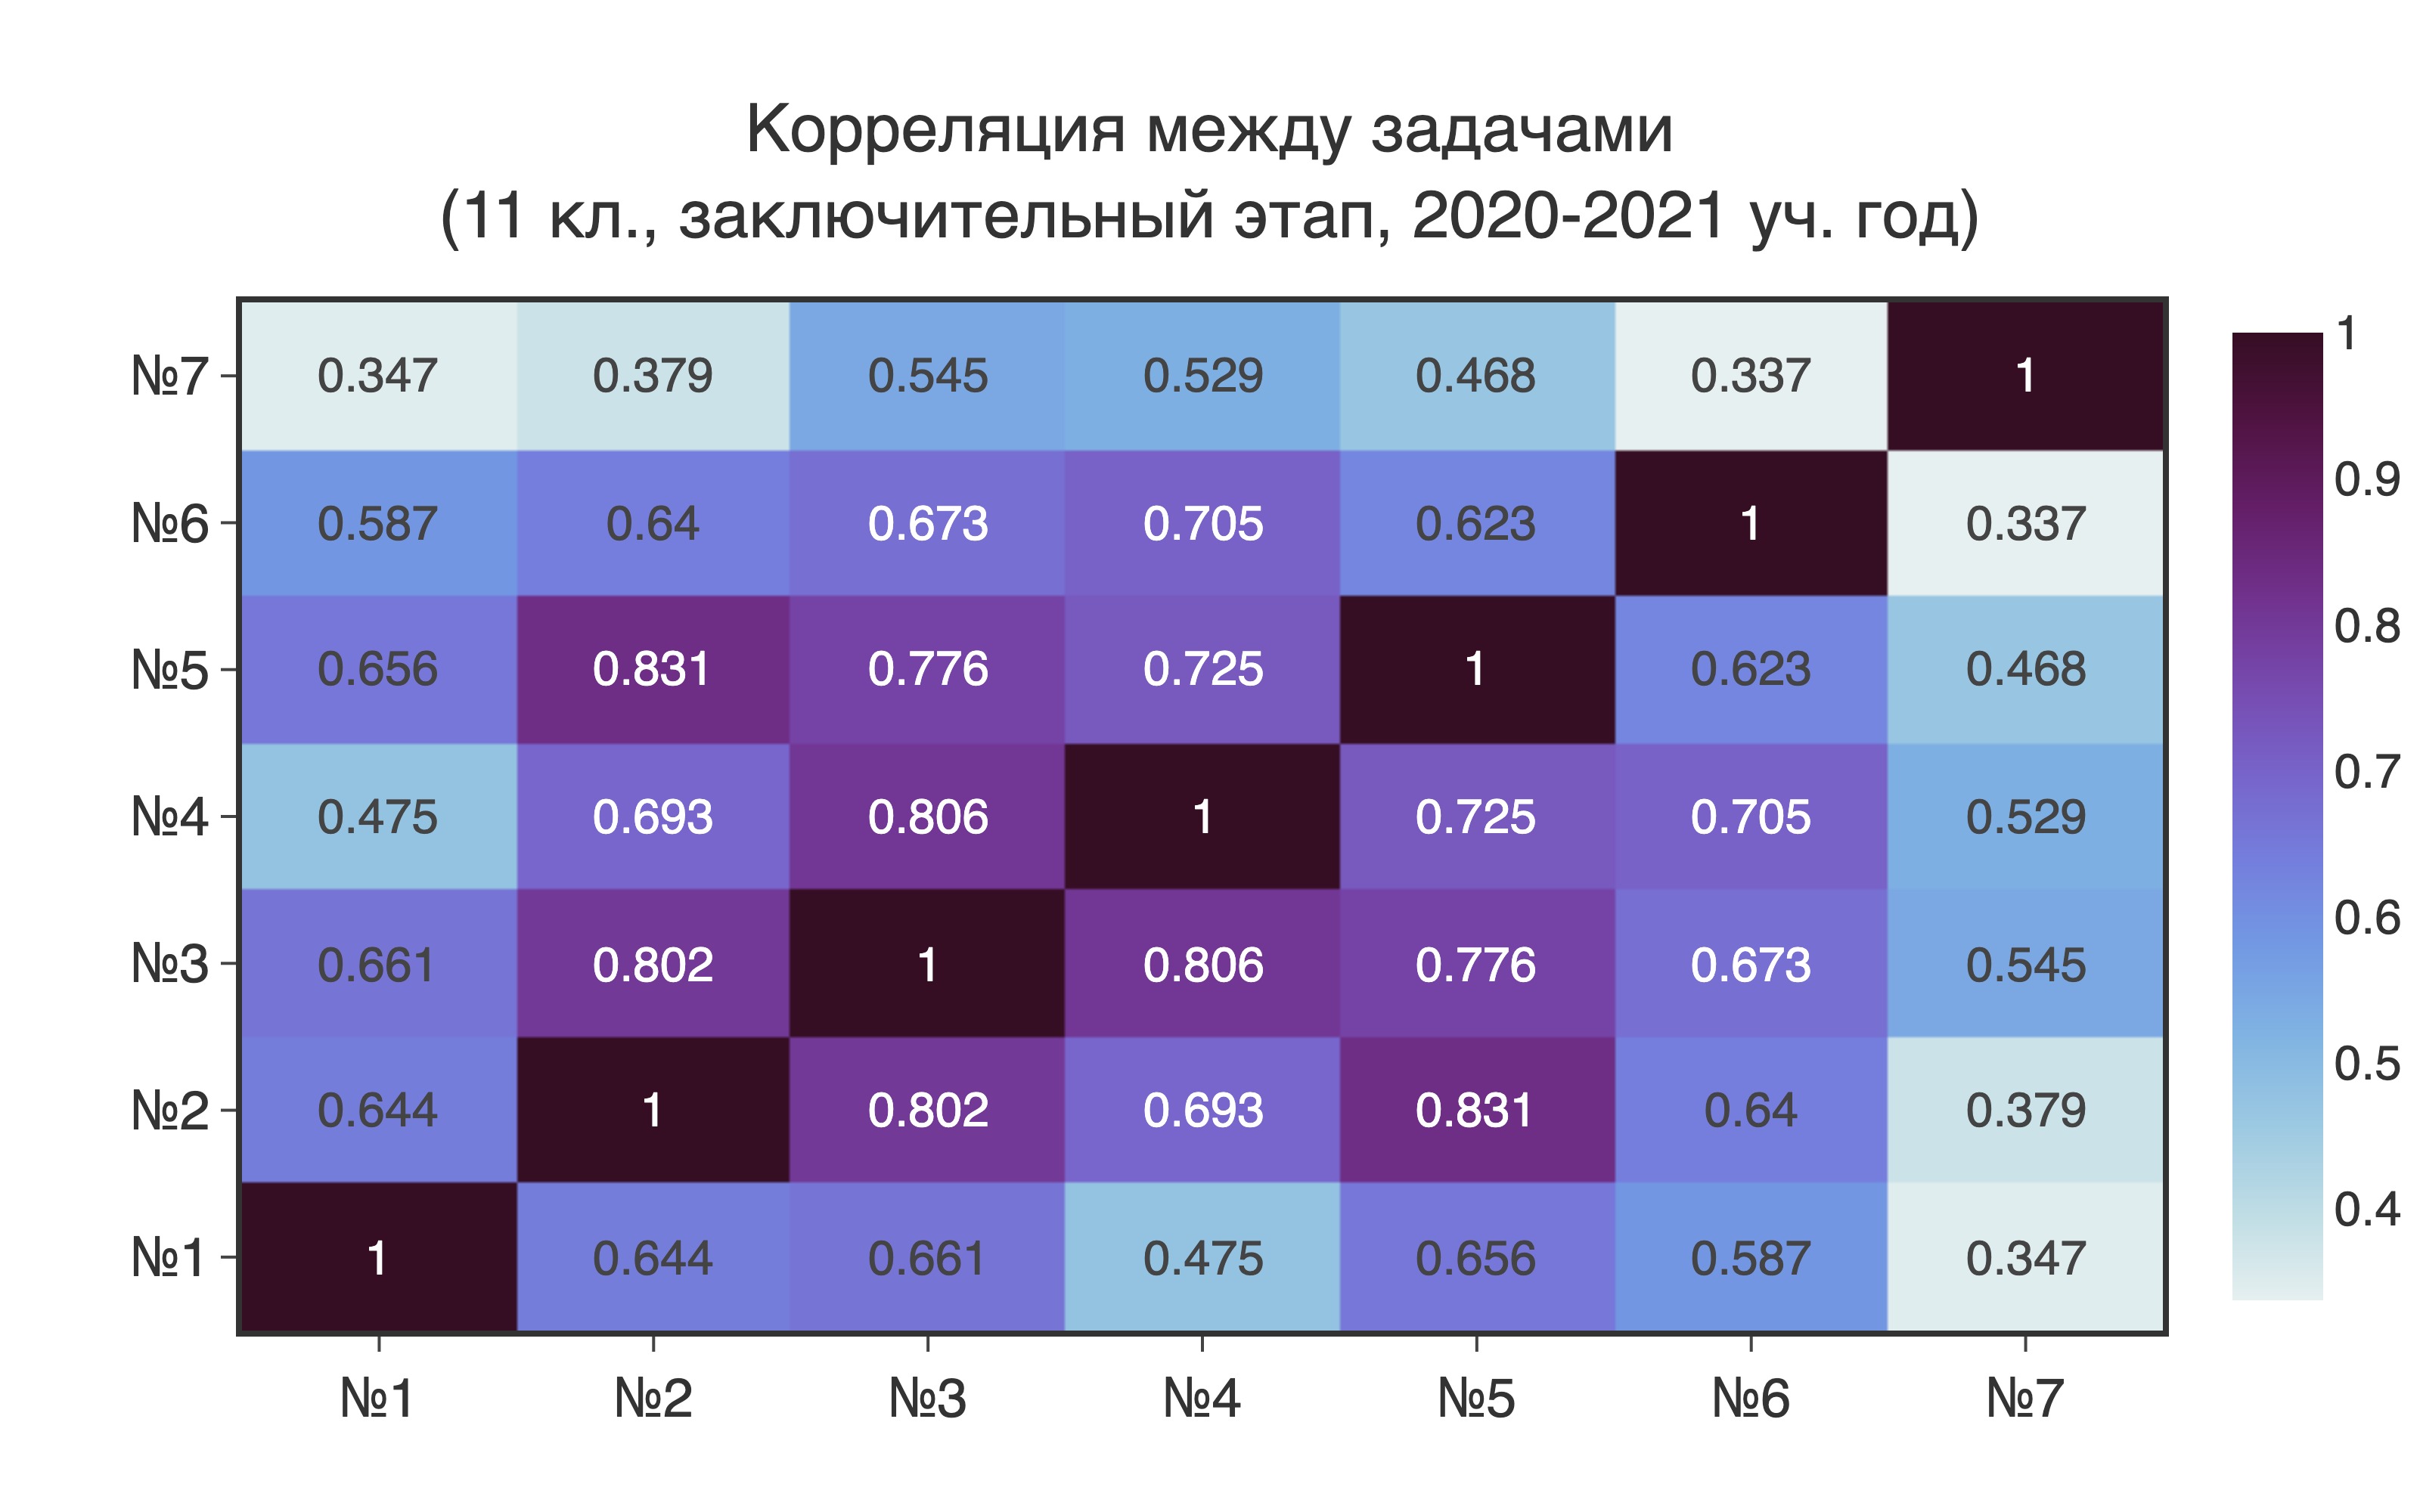 Корреляция между задачами
(11 кл., заключительный этап, 2020-2021 уч. год)
№7 0.347 0.379 0.545 0.529 0.468 0.337 1
№6 0.587 0.64 0.673 0.705 0.623 1 0.337
№5 0.656 0.831 0.776 0.725 1 0.623 0.468
№4 0.475 0.693 0.806 1 0.725 0.705 0.529
№3 0.661 0.802 1 0.806 0.776 0.673 0.545
№2 0.644 1 0.802 0.693 0.831 0.64 0.379
№1 1 0.644 0.661 0.475 0.656 0.587 0.347
№1 №2 №3 №4 №5 №6 №7
1
0.9
0.8
0.7
0.6
0.5
0.4